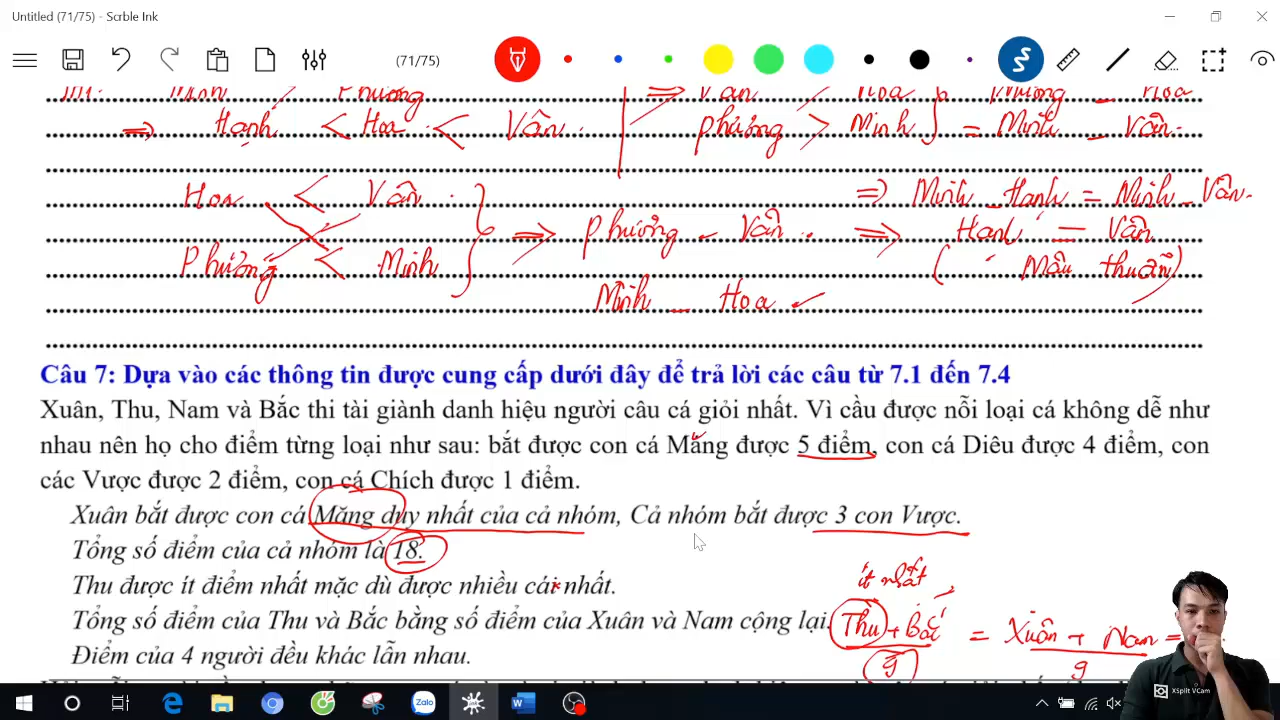 Untitled (71/75) - Scrble Ink
(71/75)
⇒ Hạnh < Hoa < Vân.
Phương > Minh = Minh - Vân.
Hoa < Vân.
⇒ Minh - Hạnh = Minh - Vân.
⇒ Phương - Vân.
⇒ Hạnh = Vân
Phương < Minh
(Mâu thuẫn)
Minh - Hoa
Câu 7: Dựa vào các thông tin được cung cấp dưới đây để trả lời các câu từ 7.1 đến 7.4
Xuân, Thu, Nam và Bắc thi tài giành danh hiệu người câu cá giỏi nhất. Vì cầu được nỗi loại cá không dễ như
nhau nên họ cho điểm từng loại như sau: bắt được con cá Măng được 5 điểm, con cá Diêu được 4 điểm, con
các Vược được 2 điểm, con cá Chích được 1 điểm.
Xuân bắt được con cá Măng duy nhất của cả nhóm, Cả nhóm bắt được 3 con Vược.
Tổng số điểm của cả nhóm là 18.
ít nhất
Thu được ít điểm nhất mặc dù được nhiều cái nhất.
Tổng số điểm của Thu và Bắc bằng số điểm của Xuân và Nam cộng lại.
Thu + Bắc = Xuân + Nam =
9 9
Điểm của 4 người đều khác lẫn nhau.
XSplit VCam
Zalo